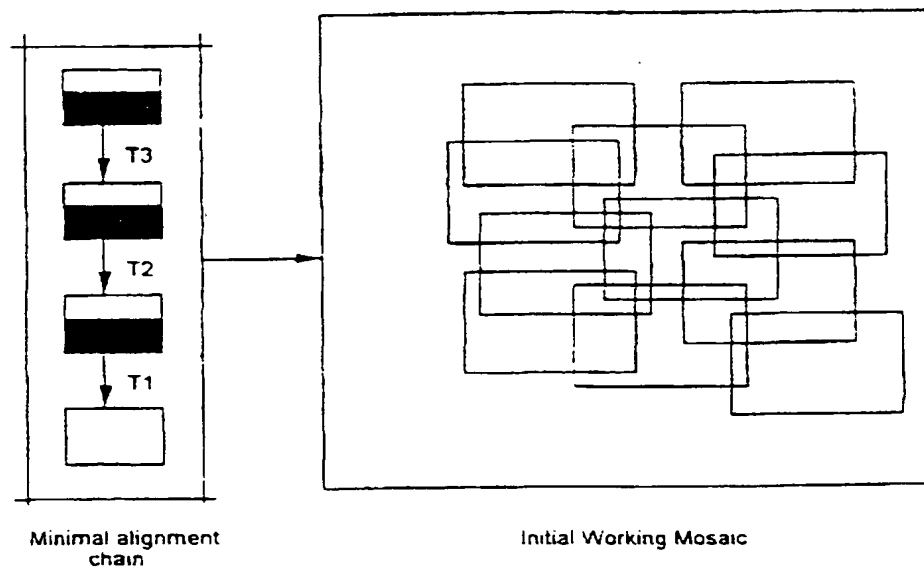 T3
T2
T1
Minimal alignment
chain
Initial Working Mosaic